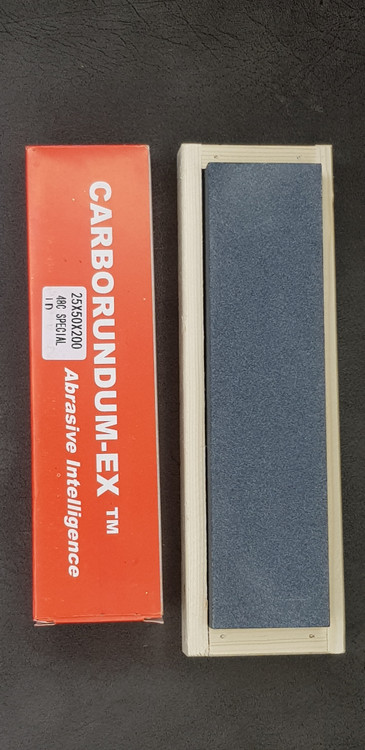 CARBORUNDUM-EX ™
Abrasive Intelligence
25X50X200
48C SPECIAL